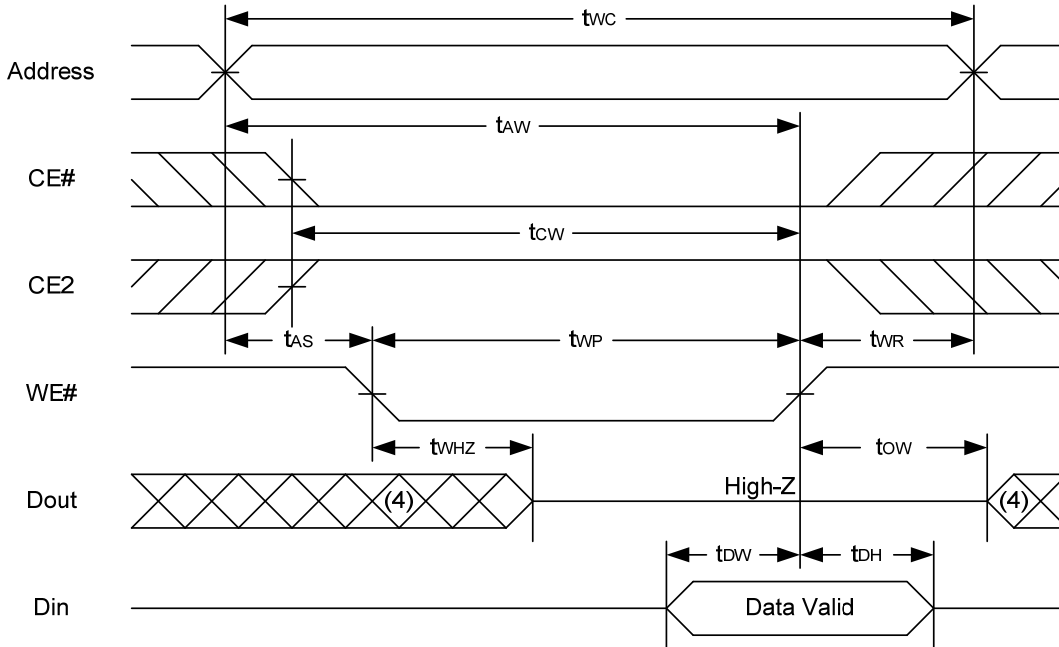 tWC
Address
tAW
CE#
tCW
CE2
tAS tWP tWR
WE#
tWHZ tOW
Dout (4) High-Z (4)
tDW tDH
Din Data Valid